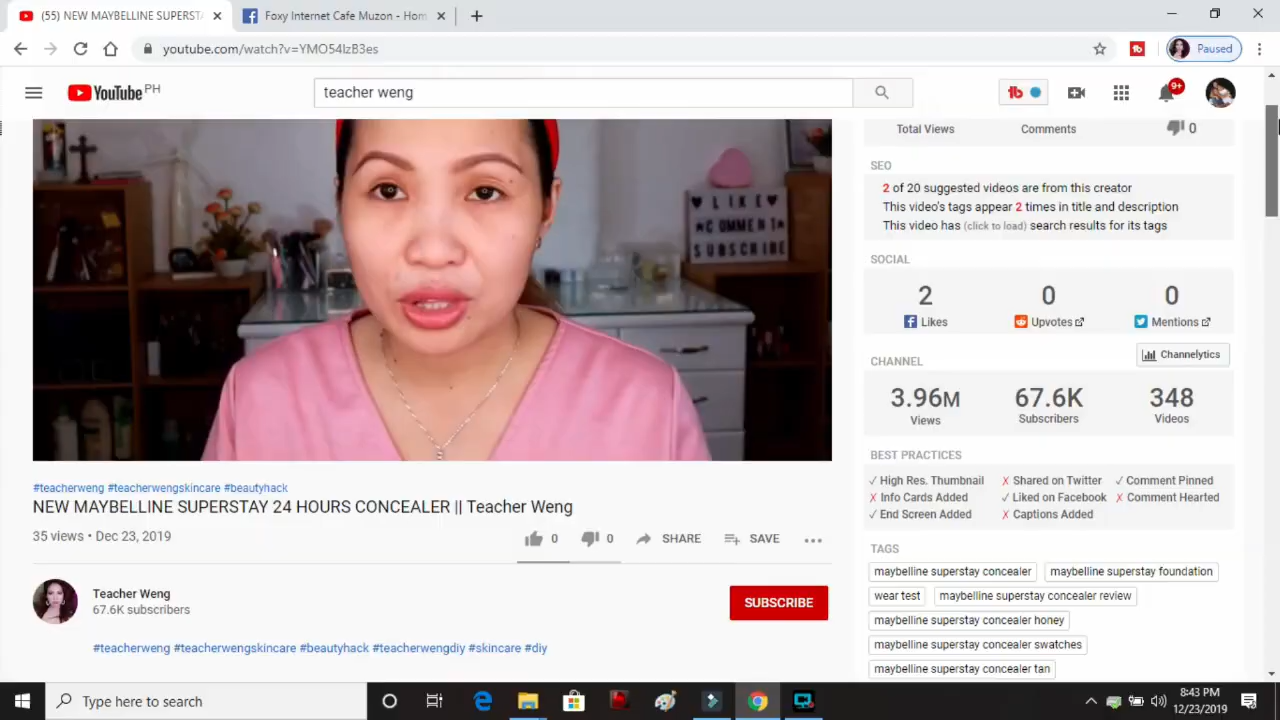 (55) NEW MAYBELLINE SUPERSTA
Foxy Internet Cafe Muzon - Hom
youtube.com/watch?v=YMO54lzB3es
Paused
YouTube PH
teacher weng
9+
Total Views
Comments
0
SEO
2 of 20 suggested videos are from this creator
This video's tags appear 2 times in title and description
This video has (click to load) search results for its tags
LIKE
COMMENT
SUBSCRIBE
SOCIAL
2
0
0
Likes
Upvotes
Mentions
CHANNEL
Channelytics
3.96M
67.6K
348
Views
Subscribers
Videos
BEST PRACTICES
✓ High Res. Thumbnail
✗ Shared on Twitter
✓ Comment Pinned
✗ Info Cards Added
✓ Liked on Facebook
✗ Comment Hearted
✓ End Screen Added
✗ Captions Added
#teacherweng #teacherwengskincare #beautyhack
NEW MAYBELLINE SUPERSTAY 24 HOURS CONCEALER || Teacher Weng
35 views • Dec 23, 2019
0
0
SHARE
SAVE
Teacher Weng
67.6K subscribers
SUBSCRIBE
#teacherweng #teacherwengskincare #beautyhack #teacherwengdiy #skincare #diy
TAGS
maybelline superstay concealer
maybelline superstay foundation
wear test
maybelline superstay concealer review
maybelline superstay concealer honey
maybelline superstay concealer swatches
maybelline superstay concealer tan
Type here to search
8:43 PM
12/23/2019